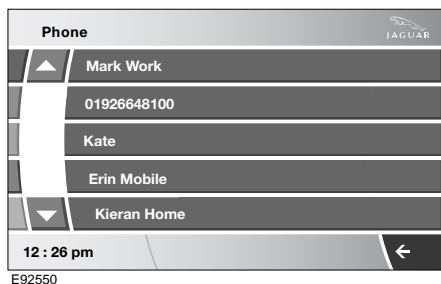 Phone
JAGUAR
Mark Work
01926648100
Kate
Erin Mobile
Kieran Home
12 : 26 pm
E92550